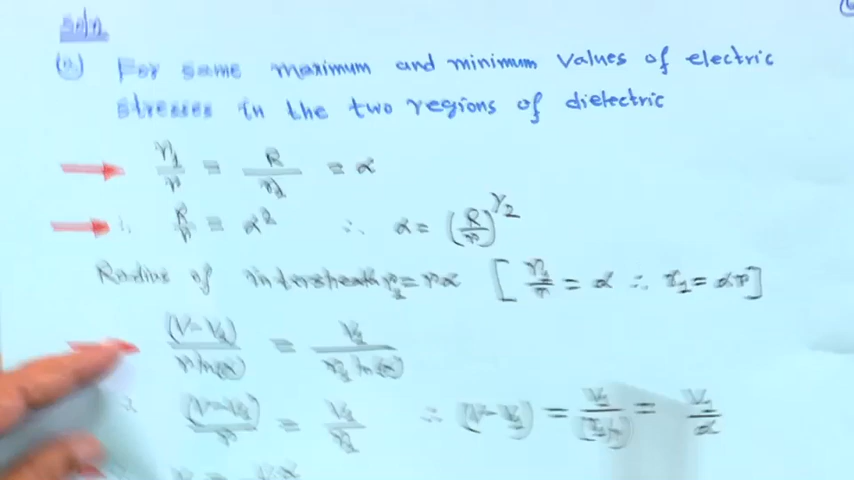 Soln.
(a) For same maximum and minimum values of electric
stresses in the two regions of dielectric
r₁/r = R/r₁ = α
∴ R/r = α² ∴ α = (R/r)^1/2
Radius of intersheath r₁ = rα [r₁/r = α ∴ r₁ = αr]
(V-V₁)/r ln(α) = V₁/r₁ ln(α)
∴ (V-V₁)/r = V₁/r₁ ∴ (V-V₁) = V₁/(r₁/r) = V₁/α